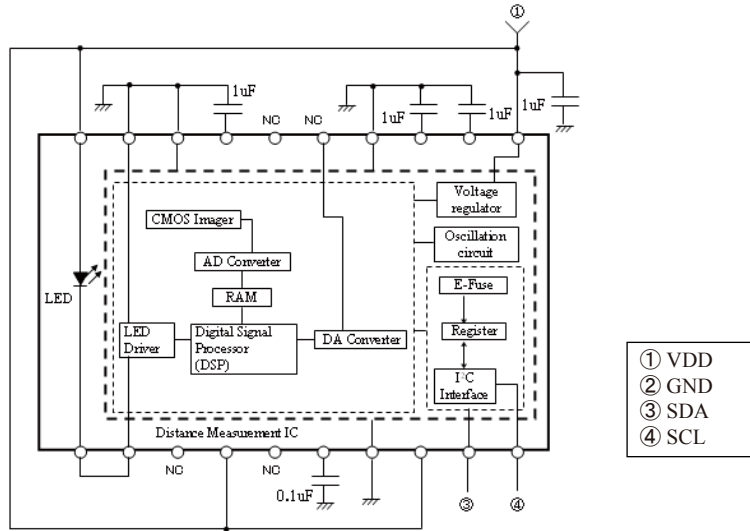 ①
1uF
NC
NC
1uF
1uF
1uF
Voltage
regulator
CMOS Imager
Oscillation
circuit
AD Converter
E-Fuse
LED
RAM
LED
Driver
Digital Signal
Processor
(DSP)
DA Converter
Register
I²C
Interface
Distance Measurement IC
NC
NC
0.1uF
③
④
① VDD
② GND
③ SDA
④ SCL